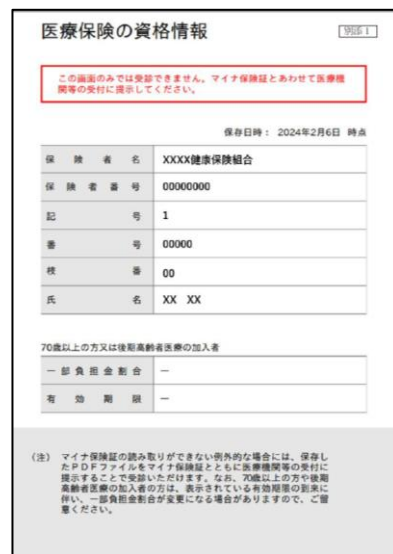 医療保険の資格情報
別添1
この画面のみでは受診できません。マイナ保険証とあわせて医療機
関等の受付に提示してください。
保存日時： 2024年2月6日 時点
保険者名 XXXX健康保険組合
保険者番号 00000000
記号 1
番号 00000
枝番 00
氏名 XX XX
70歳以上の方又は後期高齢者医療の加入者
一部負担金割合 ー
有効期限 ー
（注） マイナ保険証の読み取りができない例外的な場合には、保存し
たPDFファイルをマイナ保険証とともに医療機関等の受付に
提示することで受診いただけます。なお、70歳以上の方や後期
高齢者医療の加入者の方は、表示されている有効期限の到来に
伴い、一部負担金割合が変更になる場合がありますので、ご留
意ください。